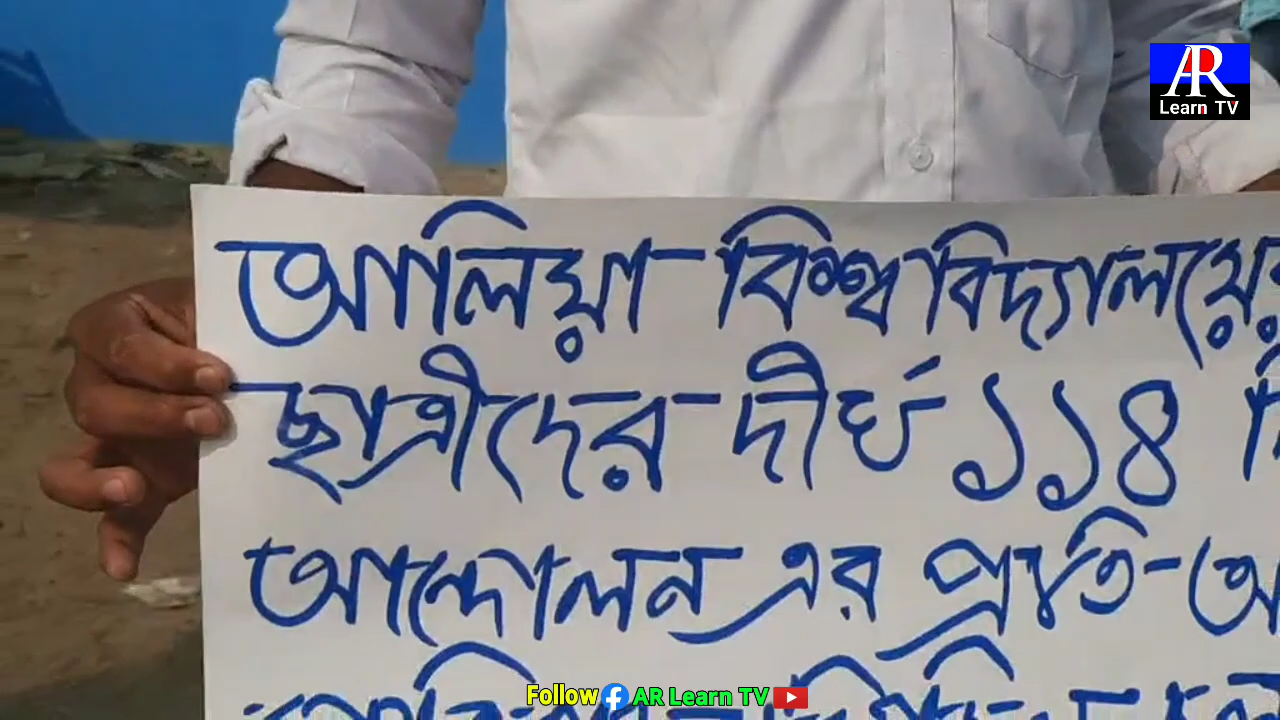 AR
Learn TV
আলিয়া বিশ্ববিদ্যালয়ের
ছাত্রীদের দীর্ঘ ১১৪
আন্দোলন এর প্রতি
Follow AR Learn TV